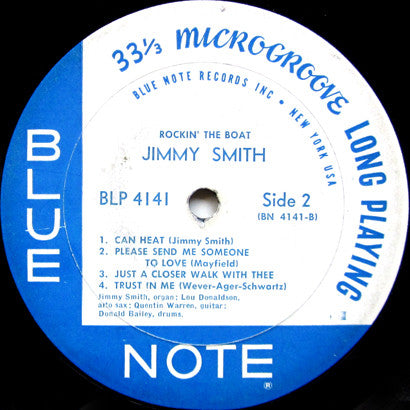 33⅓ MICROGROOVE LONG PLAYING
BLUE NOTE RECORDS INC • NEW YORK USA
ROCKIN' THE BOAT
JIMMY SMITH
BLP 4141
Side 2
(BN 4141-B)
1. CAN HEAT (Jimmy Smith)
2. PLEASE SEND ME SOMEONE
TO LOVE (Mayfield)
3. JUST A CLOSER WALK WITH THEE
4. TRUST IN ME (Wever-Ager-Schwartz)
Jimmy Smith, organ: Lou Donaldson,
alto sax: Quentin Warren, guitar:
Donald Bailey, drums.
BLUE
NOTE
®